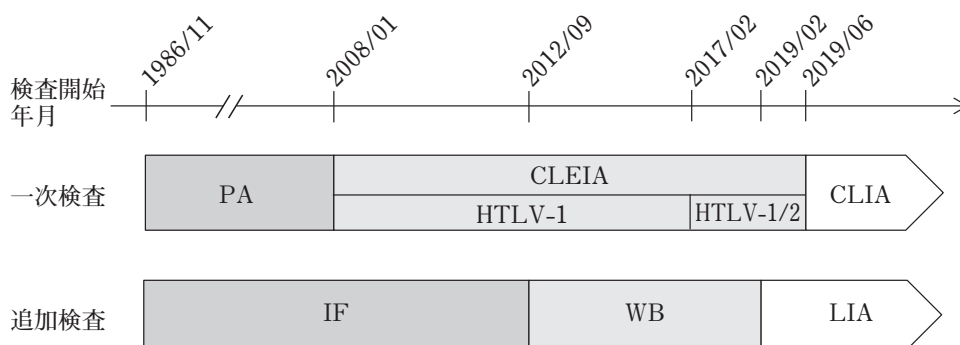 1986/11
2008/01
2012/09
2017/02
2019/02
2019/06
検査開始
年月
一次検査
PA
CLEIA
HTLV-1
HTLV-1/2
CLIA
追加検査
IF
WB
LIA